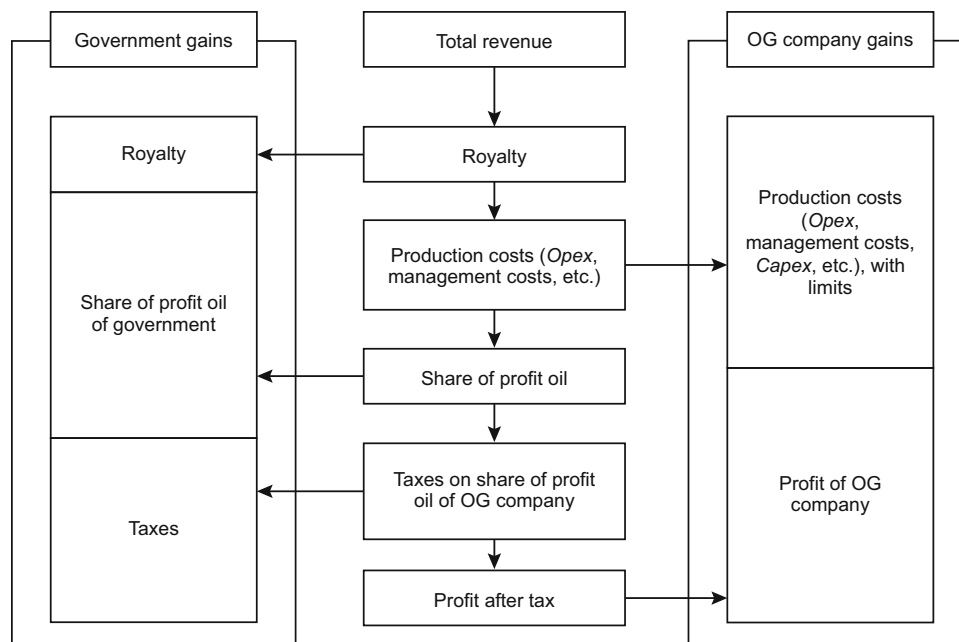 Government gains
Total revenue
OG company gains
Royalty
Share of profit oil
of government
Taxes
Royalty
Production costs (Opex,
management costs, etc.)
Share of profit oil
Taxes on share of profit
oil of OG company
Profit after tax
Production costs
(Opex,
management costs,
Capex, etc.), with
limits
Profit of OG
company